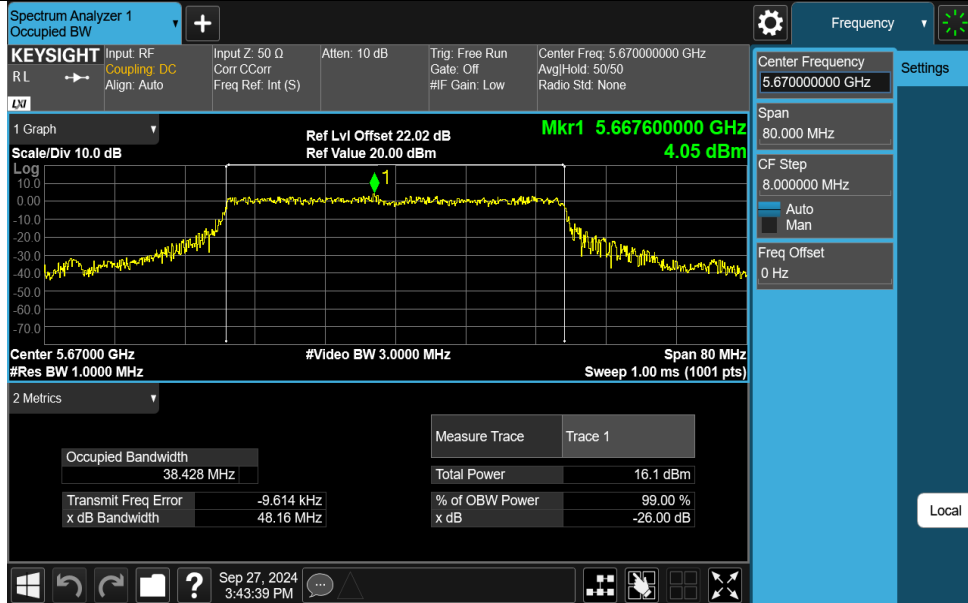 Spectrum Analyzer 1
Occupied BW
+
Frequency
KEYSIGHT
RL
LXI
Input: RF
Coupling: DC
Align: Auto
Input Z: 50 Ω
Corr CCorr
Freq Ref: Int (S)
Atten: 10 dB
Trig: Free Run
Gate: Off
#IF Gain: Low
Center Freq: 5.670000000 GHz
Avg|Hold: 50/50
Radio Std: None
Center Frequency
5.670000000 GHz
Settings
Span
80.000 MHz
CF Step
8.000000 MHz
Auto
Man
Freq Offset
0 Hz
Local
1 Graph
Scale/Div 10.0 dB
Ref Lvl Offset 22.02 dB
Ref Value 20.00 dBm
Mkr1 5.667600000 GHz
4.05 dBm
Log
10.0
0.00
-10.0
-20.0
-30.0
-40.0
-50.0
-60.0
-70.0
1
Center 5.67000 GHz
#Video BW 3.0000 MHz
Span 80 MHz
#Res BW 1.0000 MHz
Sweep 1.00 ms (1001 pts)
2 Metrics
Measure Trace
Trace 1
Occupied Bandwidth
38.428 MHz
Total Power
16.1 dBm
Transmit Freq Error
-9.614 kHz
% of OBW Power
99.00 %
x dB Bandwidth
48.16 MHz
x dB
-26.00 dB
?
Sep 27, 2024
3:43:39 PM